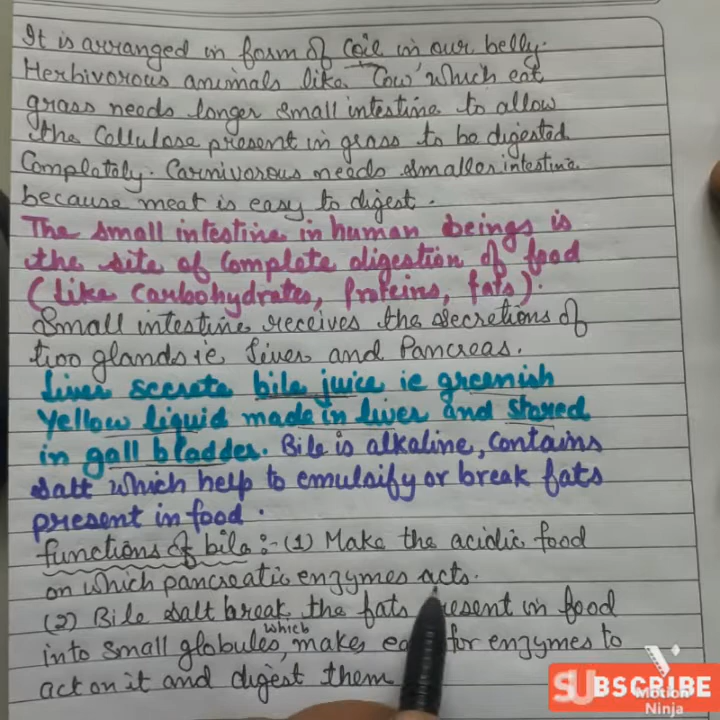 It is arranged in form of coil in our belly.
Herbivorous animals like 'Cow' which eat
grass needs longer small intestine to allow
the Cellulose present in grass to be digested
Completely. Carnivorous needs smaller intestine
because meat is easy to digest.
The small intestine in human beings is
the site of complete digestion of food
(like carbohydrates, Proteins, fats).
Small intestine receives the secretions of
two glands ie liver and Pancreas.
liver secrete bile juice ie greenish
yellow liquid made in liver and stored
in gall bladder. Bile is alkaline, contains
salt which help to emulsify or break fats
present in food.
functions of bile :- (1) Make the acidic food
on which pancreatic enzymes acts.
(2) Bile salt break the fats present in food
into small globules, which makes for enzymes to
act on it and digest them
SUBSCRIBE
Motion
Ninja